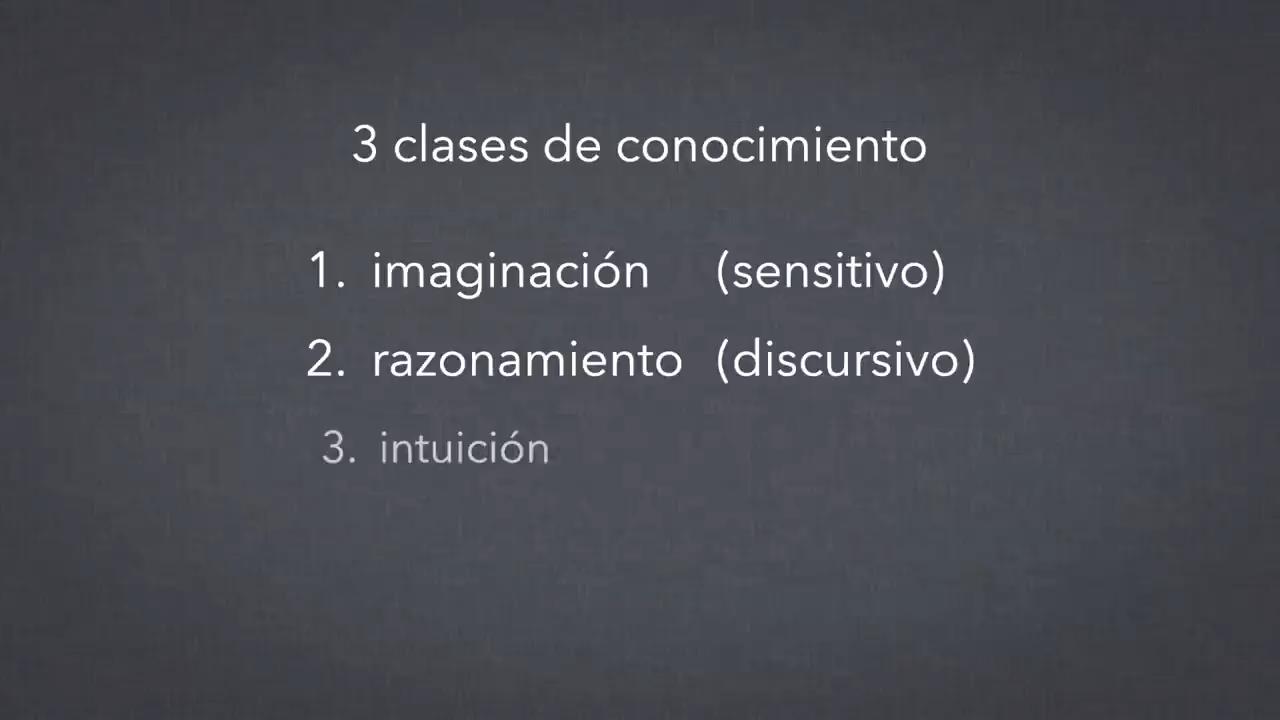 3 clases de conocimiento
1. imaginación (sensitivo)
2. razonamiento (discursivo)
3. intuición